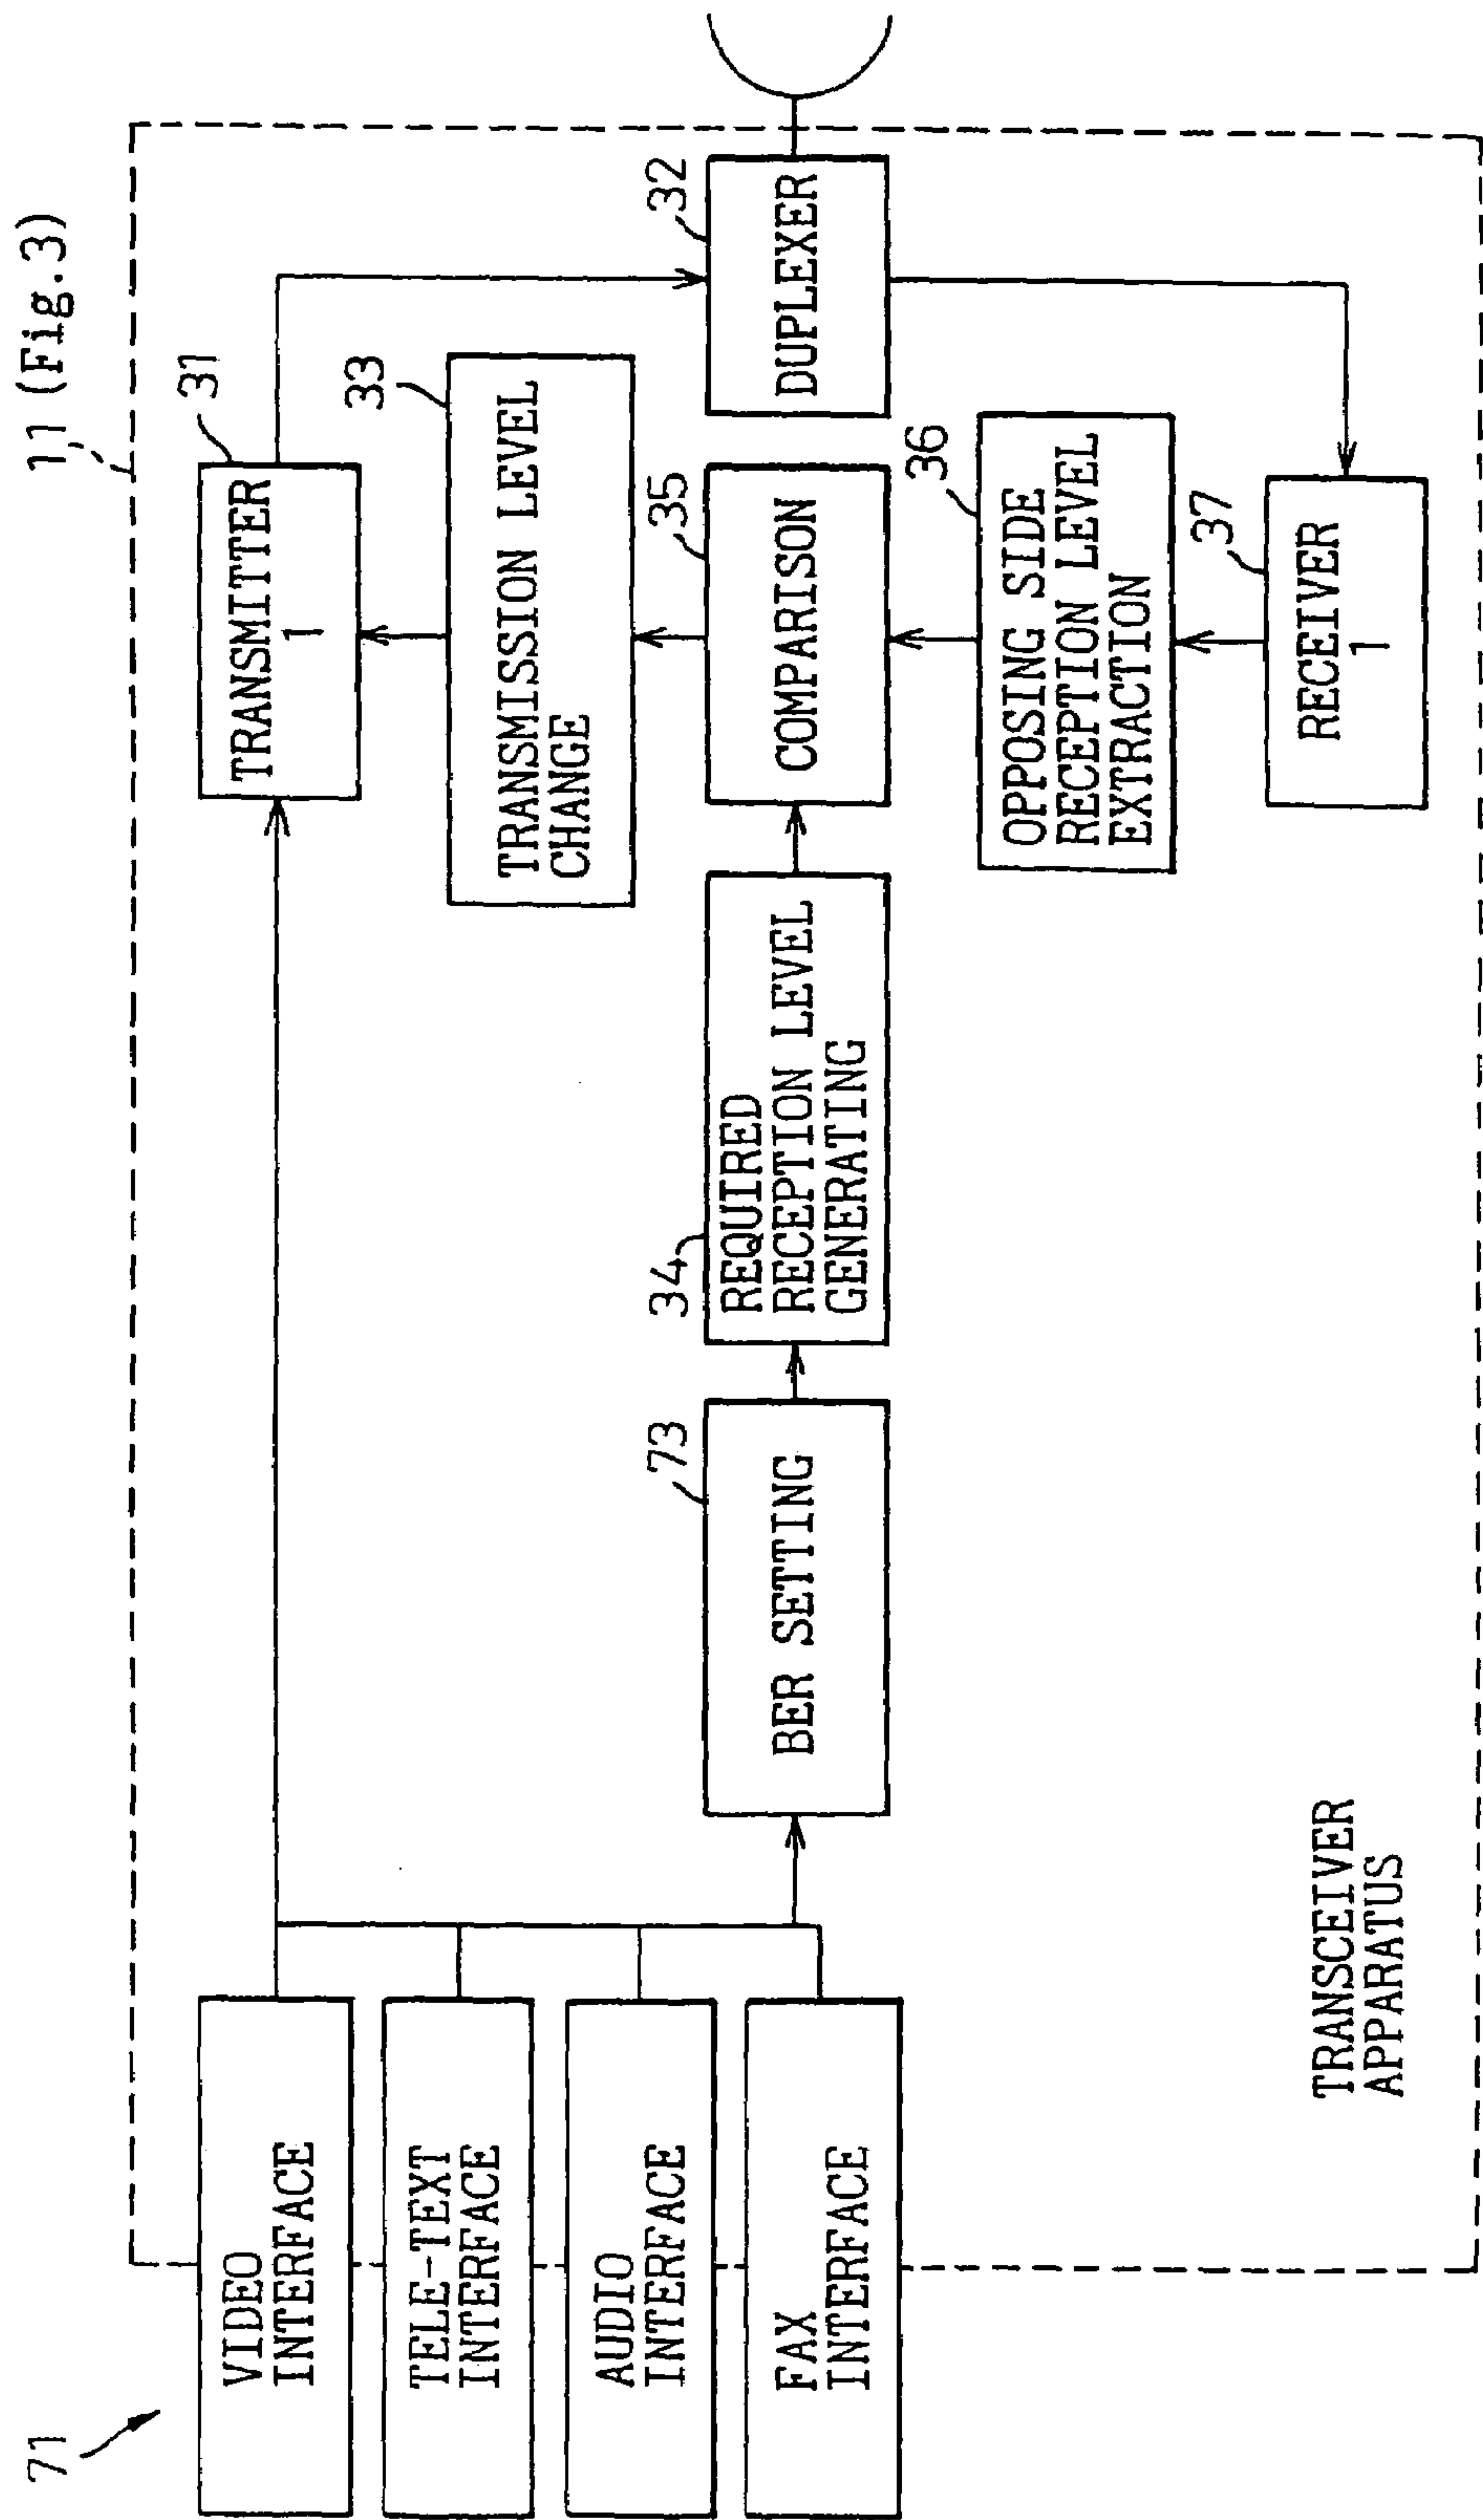 11 (Fig.3)
71
VIDEO
INTERFACE
TELE-TEXT
INTERFACE
AUDIO
INTERFACE
FAX
INTERFACE
TRANSMITTER
1
31
TRANSMISSION LEVEL
CHANGE
33
73
BER SETTING
34
REQUIRED
RECEPTION LEVEL
GENERATING
35
COMPARISON
32
DUPLEXER
36
OPPOSING SIDE
RECEPTION LEVEL
EXTRACTION
37
RECEIVER
1
TRANSCEIVER
APPARATUS